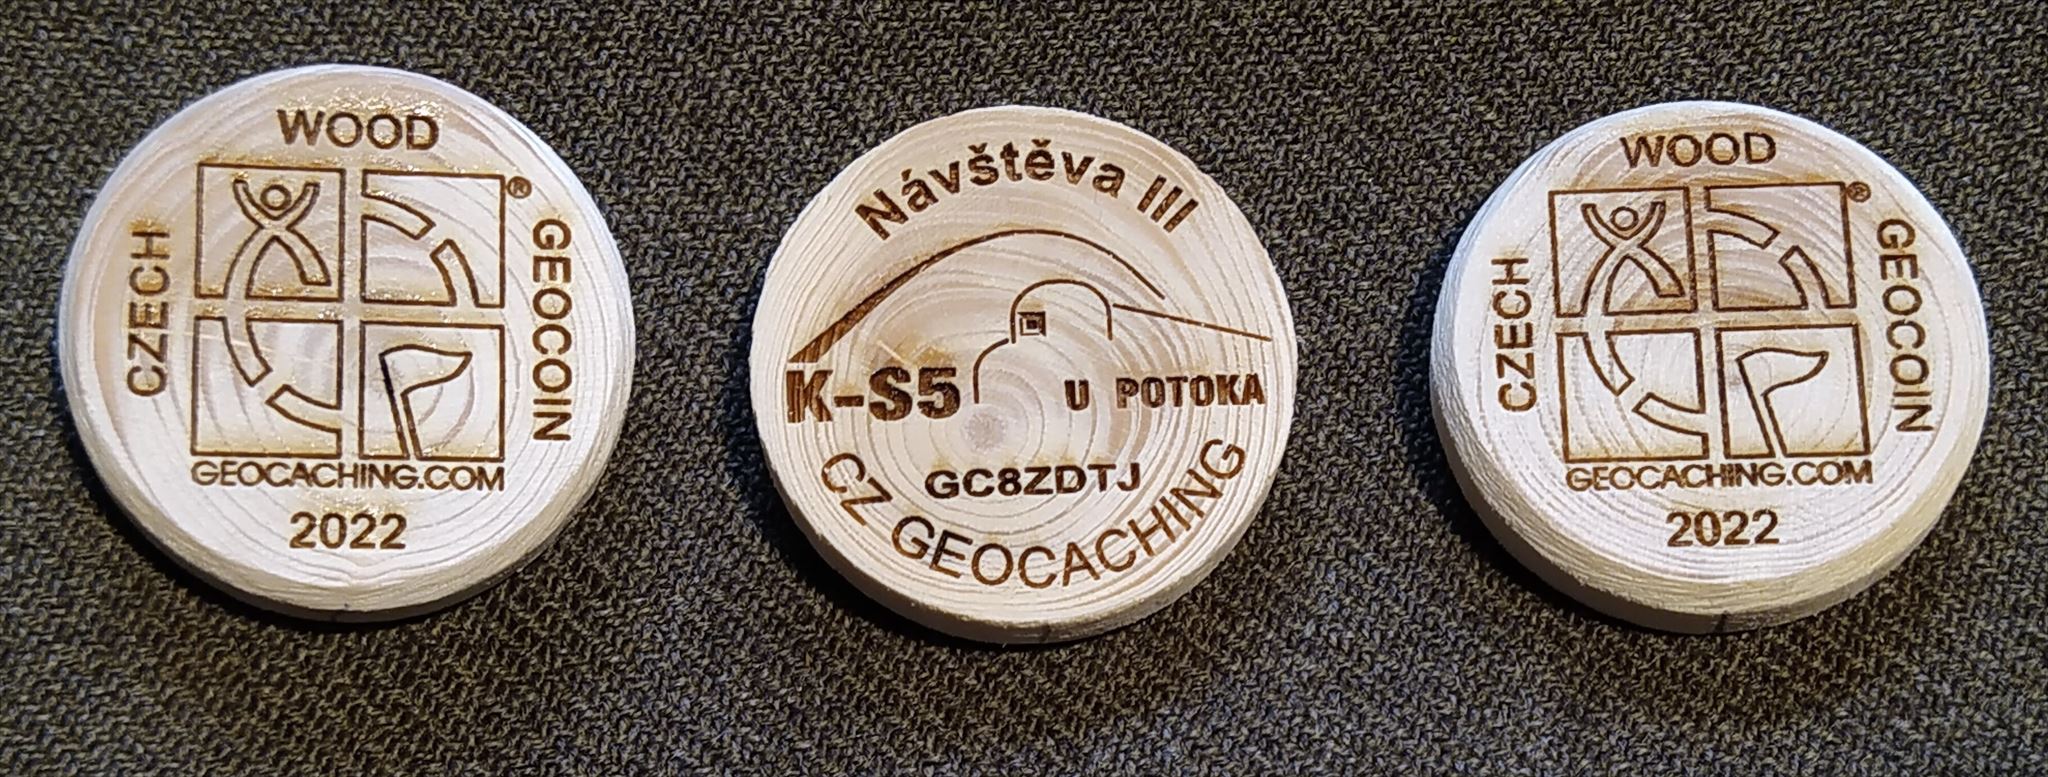 WOOD
CZECH
®
GEOCOIN
GEOCACHING.COM
2022
Návštěva III
K-S5 U POTOKA
GC8ZDTJ
CZ GEOCACHING
WOOD
CZECH
®
GEOCOIN
GEOCACHING.COM
2022